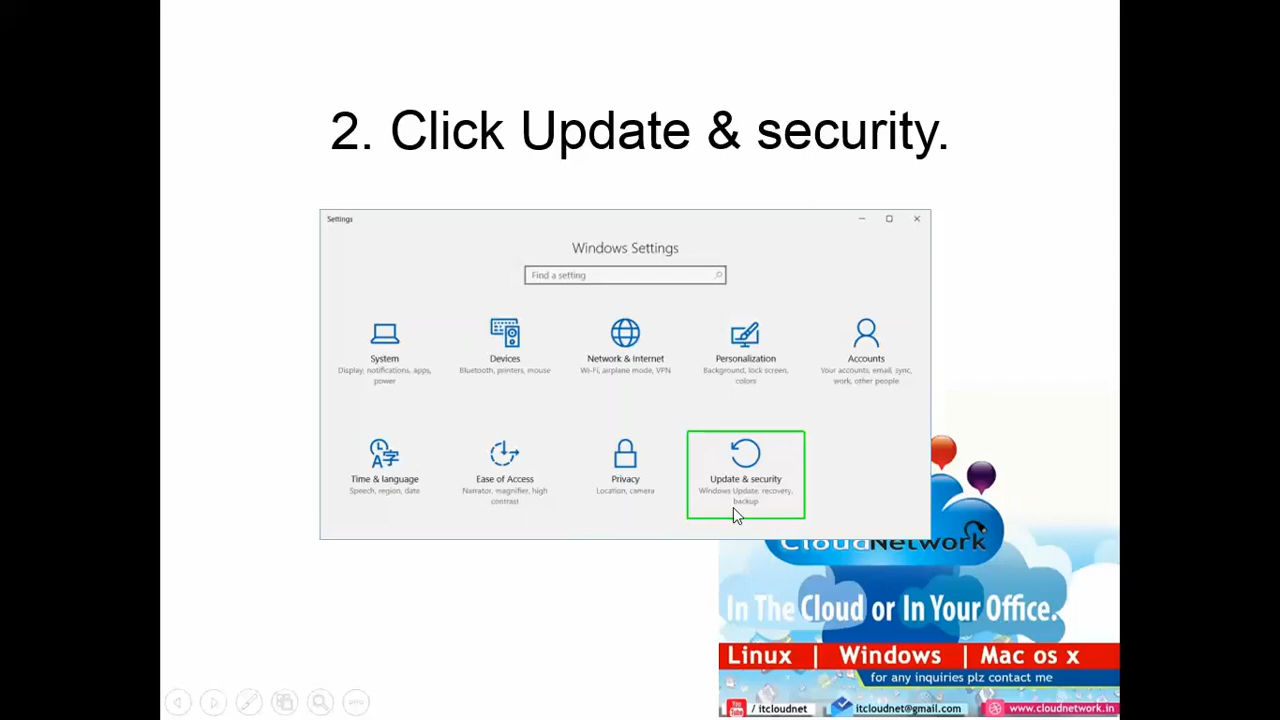 2. Click Update & security.
Settings
Windows Settings
Find a setting
System
Display, notifications, apps,
power
Devices
Bluetooth, printers, mouse
Network & Internet
Wi-Fi, airplane mode, VPN
Personalization
Background, lock screen,
colors
Accounts
Your accounts, email, sync,
work, other people
Time & language
Speech, region, date
Ease of Access
Narrator, magnifier, high
contrast
Privacy
Location, camera
Update & security
Windows Update, recovery,
backup
CloudNetwork
In The Cloud or In Your Office.
Linux | Windows | Mac os x
for any inquiries plz contact me
You Tube /itcloudnet itcloudnet@gmail.com www.cloudnetwork.in